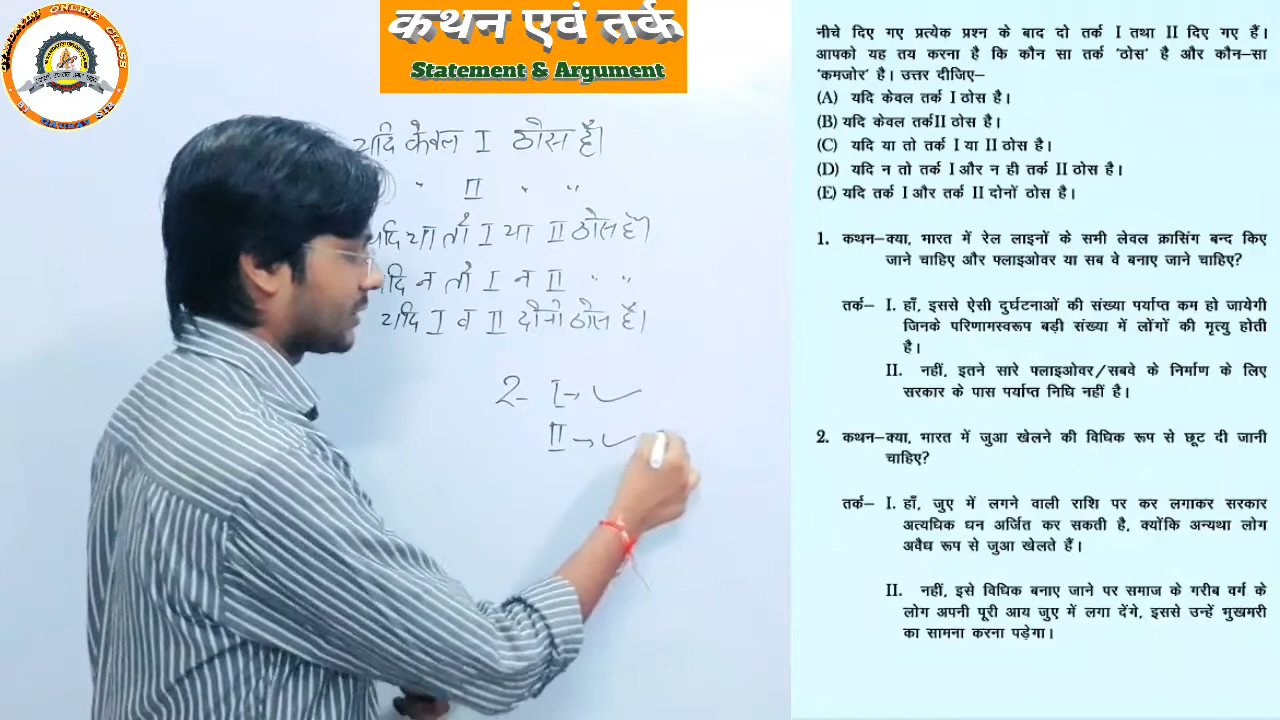 ONLINE CLASS
कथन एवं तर्क
Statement & Argument
यदि केवल I ठोस है।
" II " "
यदि या तो I या II ठोस है।
यदि न तो I न II " "
यदि I व II दोनो ठोस हैं।
2- I→ ✓
II→ ✓
नीचे दिए गए प्रत्येक प्रश्न के बाद दो तर्क I तथा II दिए गए हैं।
आपको यह तय करना है कि कौन सा तर्क 'ठोस' है और कौन–सा
'कमजोर' है। उत्तर दीजिए–
(A) यदि केवल तर्क I ठोस है।
(B) यदि केवल तर्कII ठोस है।
(C) यदि या तो तर्क I या II ठोस है।
(D) यदि न तो तर्क I और न ही तर्क II ठोस है।
(E) यदि तर्क I और तर्क II दोनों ठोस है।
1. कथन–क्या, भारत में रेल लाइनों के सभी लेवल क्रासिंग बन्द किए
जाने चाहिए और फ्लाइओवर या सब वे बनाए जाने चाहिए?
तर्क– I. हाँ, इससे ऐसी दुर्घटनाओं की संख्या पर्याप्त कम हो जायेगी
जिनके परिणामस्वरूप बड़ी संख्या में लोंगों की मृत्यु होती
है।
II. नहीं, इतने सारे फ्लाइओवर/सबवे के निर्माण के लिए
सरकार के पास पर्याप्त निधि नहीं है।
2. कथन–क्या, भारत में जुआ खेलने की विधिक रूप से छूट दी जानी
चाहिए?
तर्क– I. हाँ, जुए में लगने वाली राशि पर कर लगाकर सरकार
अत्यधिक धन अर्जित कर सकती है, क्योंकि अन्यथा लोग
अवैध रूप से जुआ खेलते हैं।
II. नहीं, इसे विधिक बनाए जाने पर समाज के गरीब वर्ग के
लोग अपनी पूरी आय जुए में लगा देंगे, इससे उन्हें भुखमरी
का सामना करना पड़ेगा।